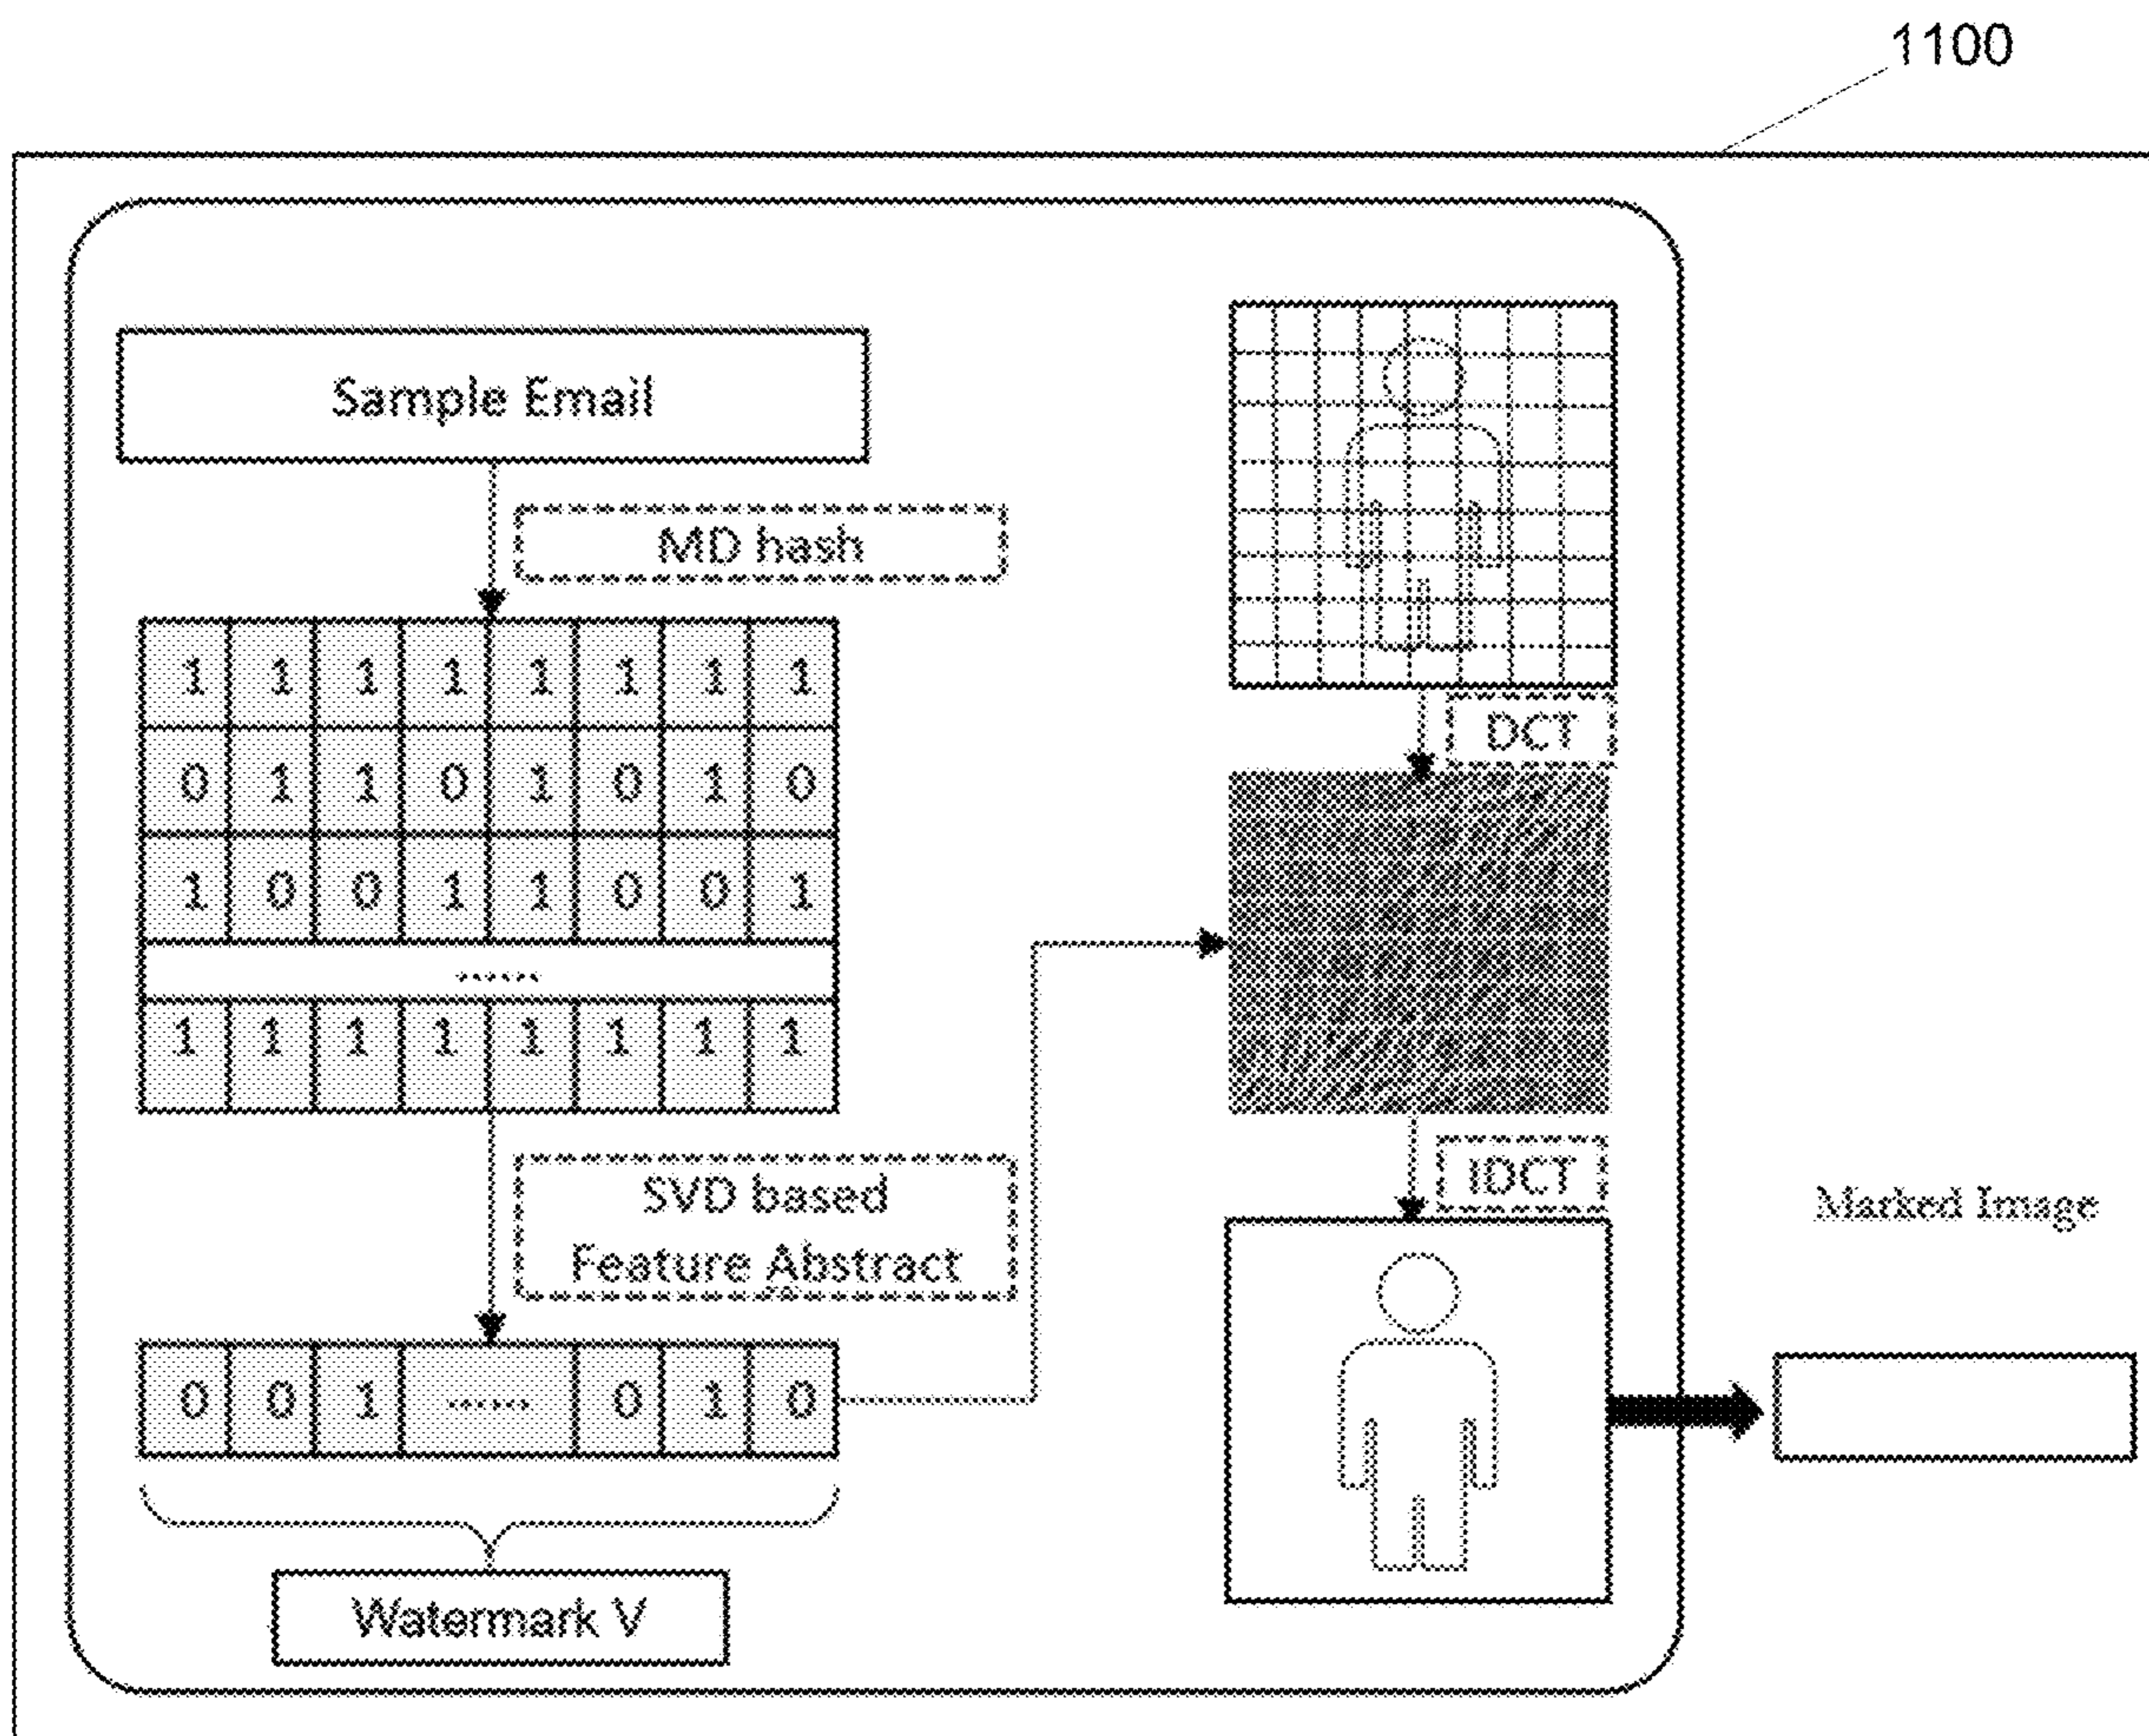 1100
Sample Email
MD hash
1 1 1 1 1 1 1 1
0 1 1 0 1 0 1 0
1 0 0 1 1 0 0 1
......
1 1 1 1 1 1 1 1
SVD based
Feature Abstract
0 0 1 ...... 0 1 0
Watermark V
DCT
IDCT
Marked Image